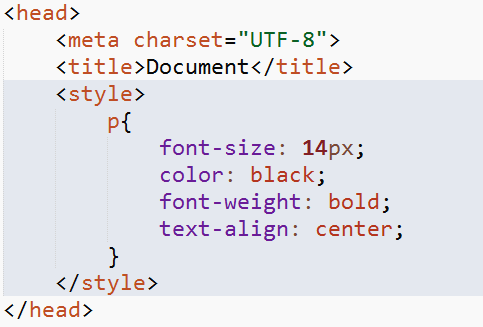 <head>
    <meta charset="UTF-8">
    <title>Document</title>
    <style>
        p{
            font-size: 14px;
            color: black;
            font-weight: bold;
            text-align: center;
        }
    </style>
</head>